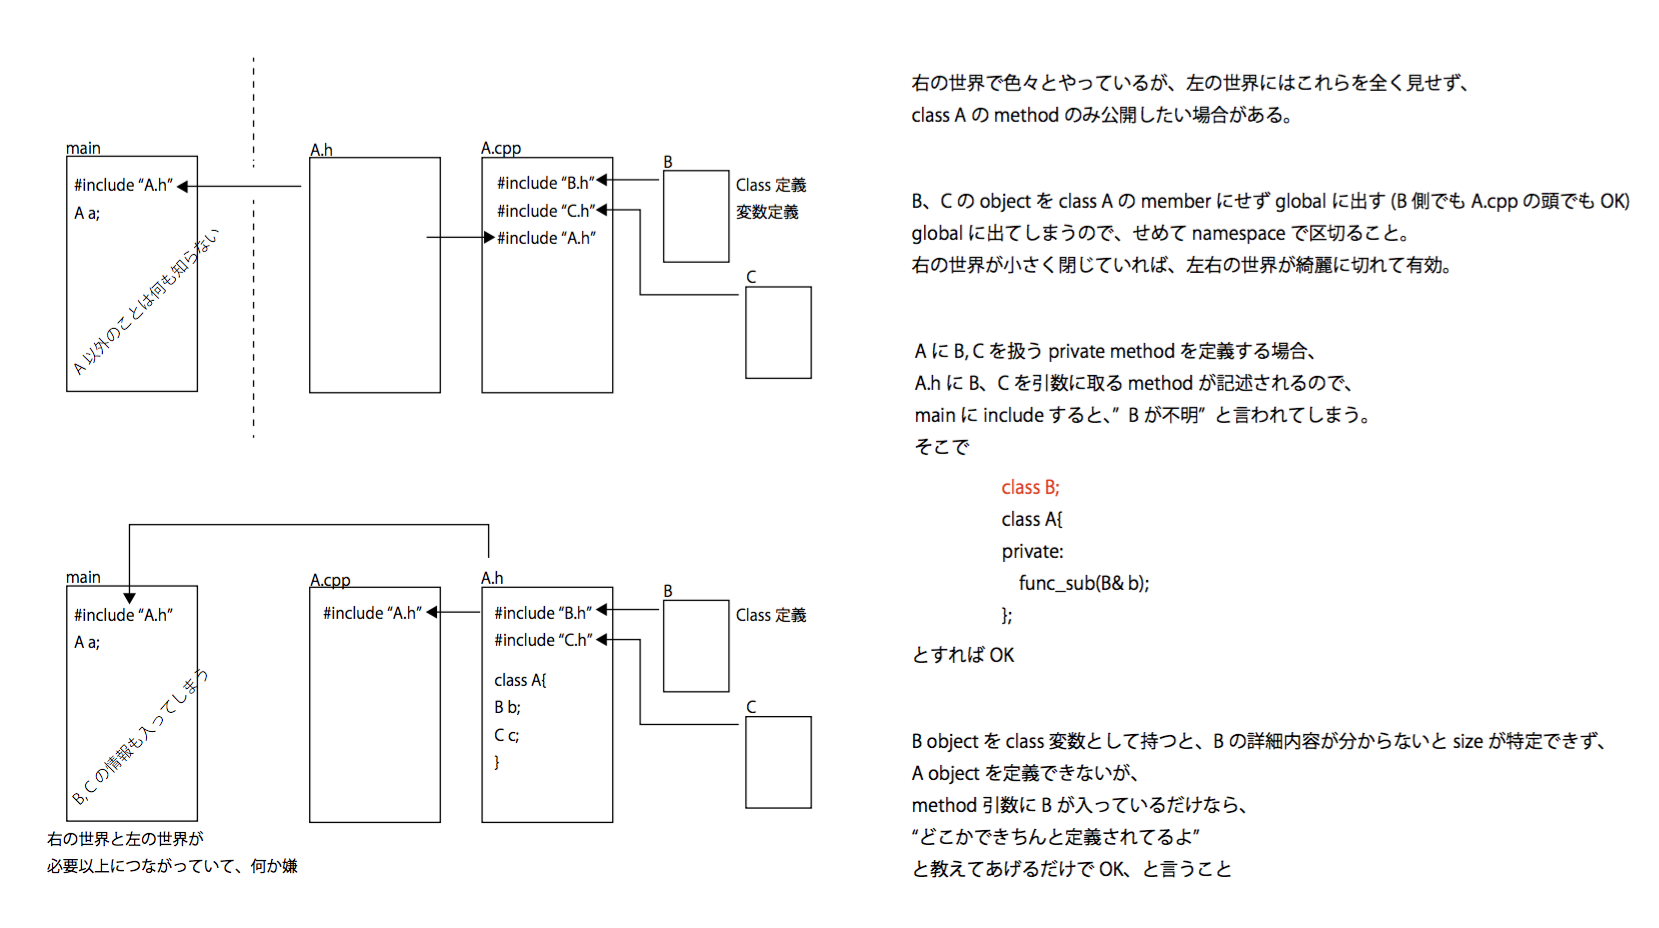 main
#include “A.h”
A a;
A 以外のことは何も知らない
A.h
A.cpp
#include “B.h”
#include “C.h”
#include “A.h”
B
Class 定義
変数定義
C
main
#include “A.h”
A a;
B, C の情報も入ってしまう
右の世界と左の世界が
必要以上につながっていて、何か嫌
A.cpp
#include “A.h”
A.h
#include “B.h”
#include “C.h”
class A{
B b;
C c;
}
B
Class 定義
C
右の世界で色々とやっているが、左の世界にはこれらを全く見せず、
class A の method のみ公開したい場合がある。
B、C の object を class A の member にせず global に出す (B 側でも A.cpp の頭でも OK)
global に出てしまうので、せめて namespace で区切ること。
右の世界が小さく閉じていれば、左右の世界が綺麗に切れて有効。
A に B, C を扱う private method を定義する場合、
A.h に B、C を引数に取る method が記述されるので、
main に include すると、” B が不明” と言われてしまう。
そこで
class B;
class A{
private:
func_sub(B& b);
};
とすれば OK
B object を class 変数として持つと、B の詳細内容が分からないと size が特定できず、
A object を定義できないが、
method 引数に B が入っているだけなら、
“どこかできちんと定義されてるよ”
と教えてあげるだけで OK、と言うこと